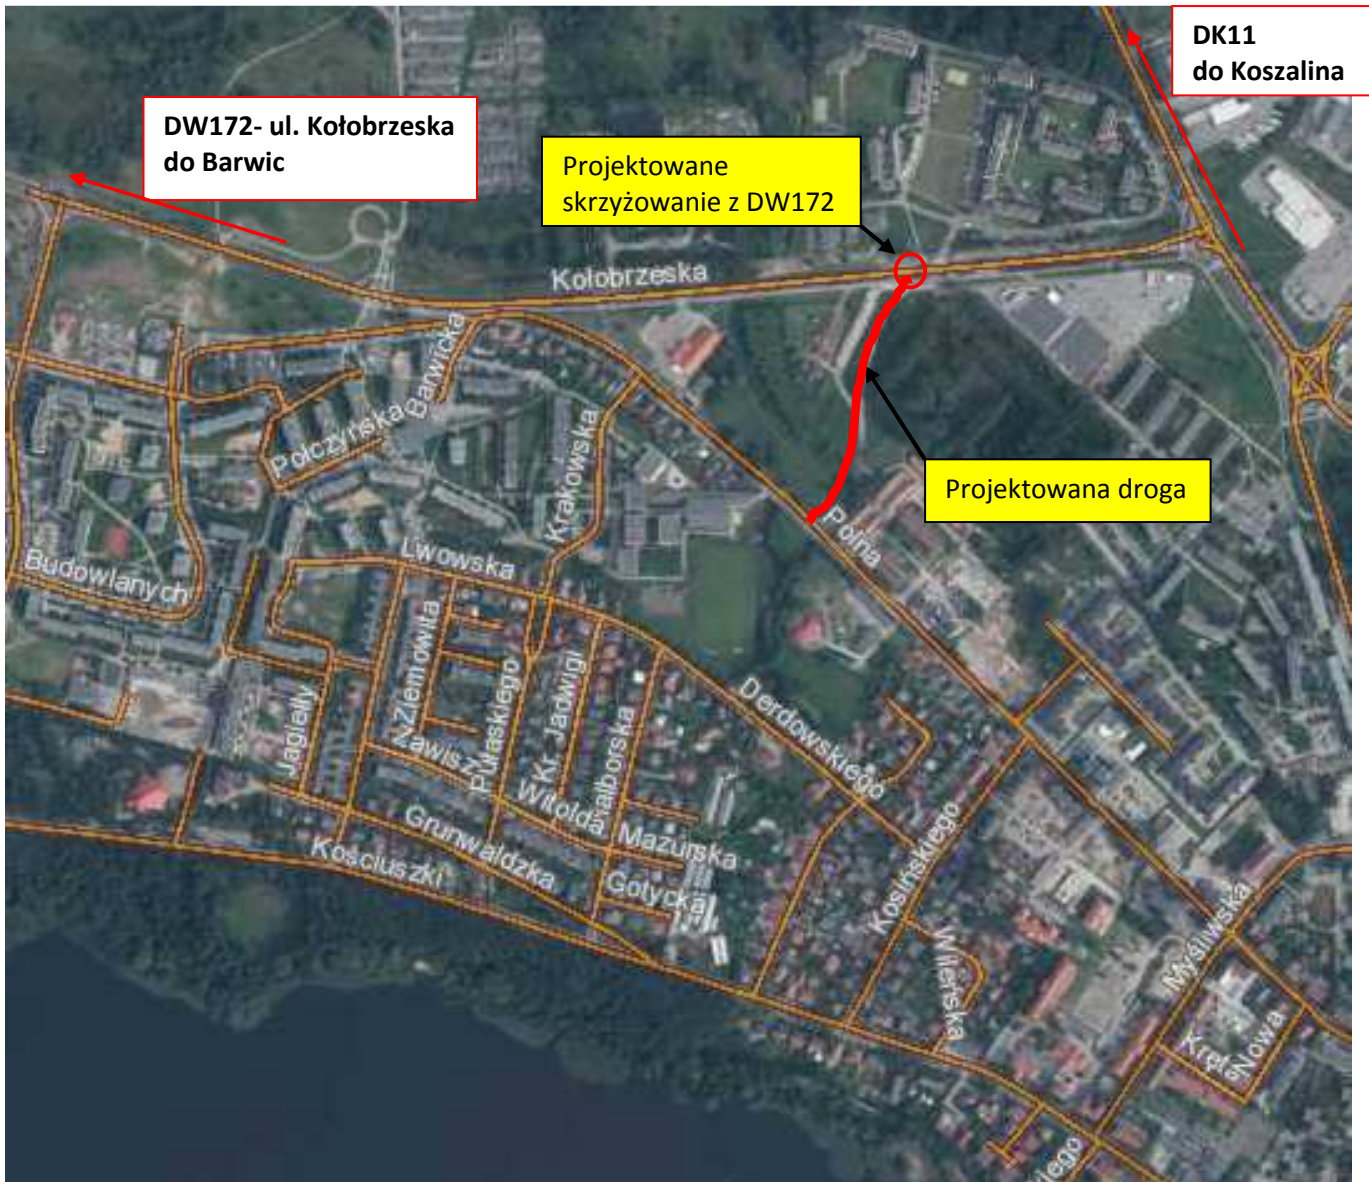 DK11
do Koszalina
DW172- ul. Kołobrzeska
do Barwic
Projektowane
skrzyżowanie z DW172
Kołobrzeska
Projektowana droga
Barwicka
Połczyńska
Krakowska
Polna
Lwowska
Budowlanych
Ziemowita
Pułaskiego
Kr. Jadwigi
Derdowskiego
Jagiełły
Zawiszy
Witolda
Malborska
Grunwaldzka
Mazurska
Kościuszki
Gotycka
Kosińskiego
Wileńska
Myśliwska
Kręta
Nowa